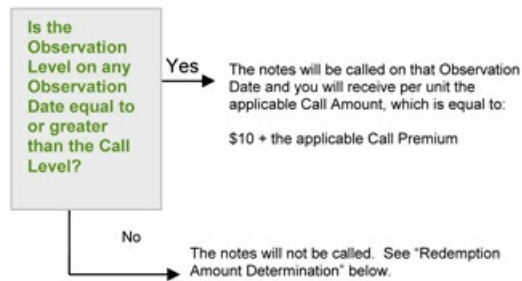 Is the
Observation
Level on any
Observation
Date equal to
or greater
than the Call
Level?
Yes
The notes will be called on that Observation
Date and you will receive per unit the
applicable Call Amount, which is equal to:
$10 + the applicable Call Premium
No
The notes will not be called. See "Redemption
Amount Determination" below.